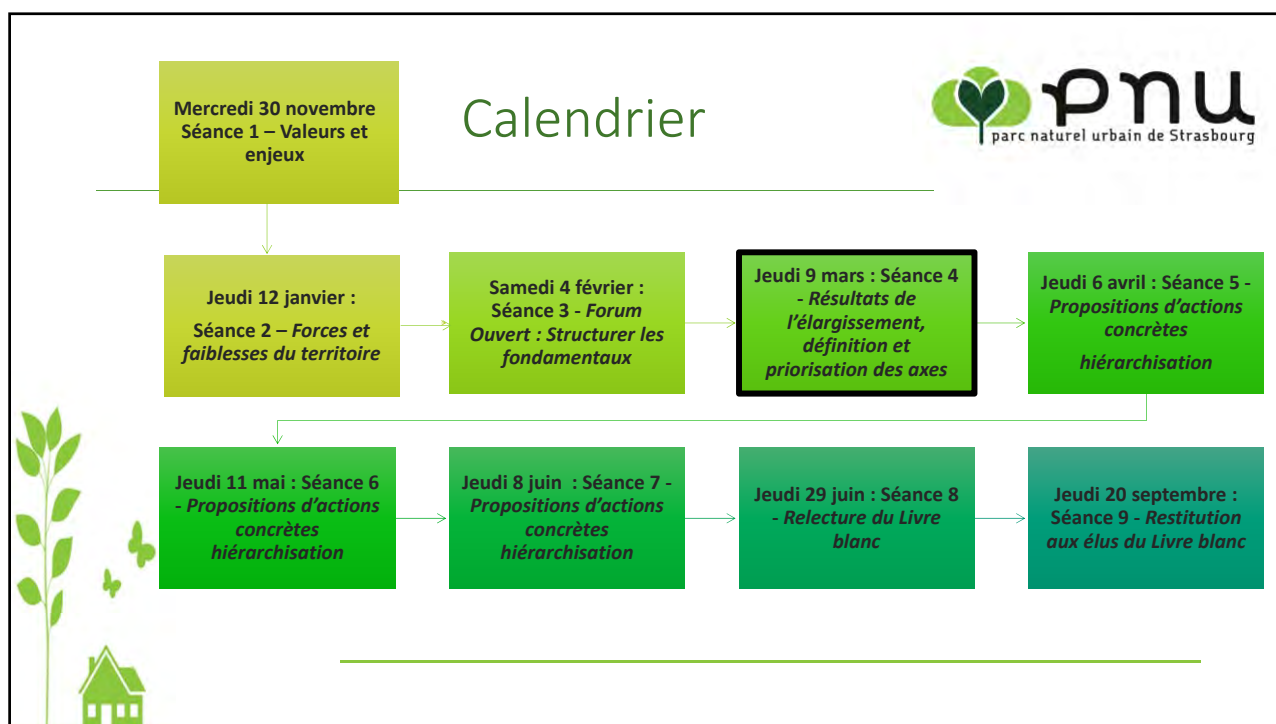 Calendrier
pnu
parc naturel urbain de Strasbourg
Mercredi 30 novembre
Séance 1 – Valeurs et
enjeux
Jeudi 12 janvier :
Séance 2 – Forces et
faiblesses du territoire
Samedi 4 février :
Séance 3 - Forum
Ouvert : Structurer les
fondamentaux
Jeudi 9 mars : Séance 4
- Résultats de
l’élargissement,
définition et
priorisation des axes
Jeudi 6 avril : Séance 5 -
Propositions d’actions
concrètes
hiérarchisation
Jeudi 11 mai : Séance 6
- Propositions d’actions
concrètes
hiérarchisation
Jeudi 8 juin : Séance 7 -
Propositions d’actions
concrètes
hiérarchisation
Jeudi 29 juin : Séance 8
- Relecture du Livre
blanc
Jeudi 20 septembre :
Séance 9 - Restitution
aux élus du Livre blanc